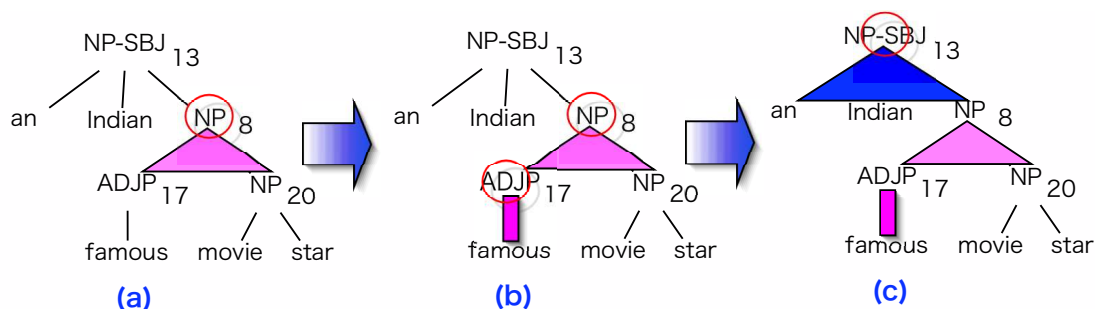 NP-SBJ 13
an Indian NP 8
ADJP 17 NP 20
famous movie star
(a)
NP-SBJ 13
an Indian NP 8
ADJP 17 NP 20
famous movie star
(b)
NP-SBJ 13
an Indian NP 8
ADJP 17 NP 20
famous movie star
(c)